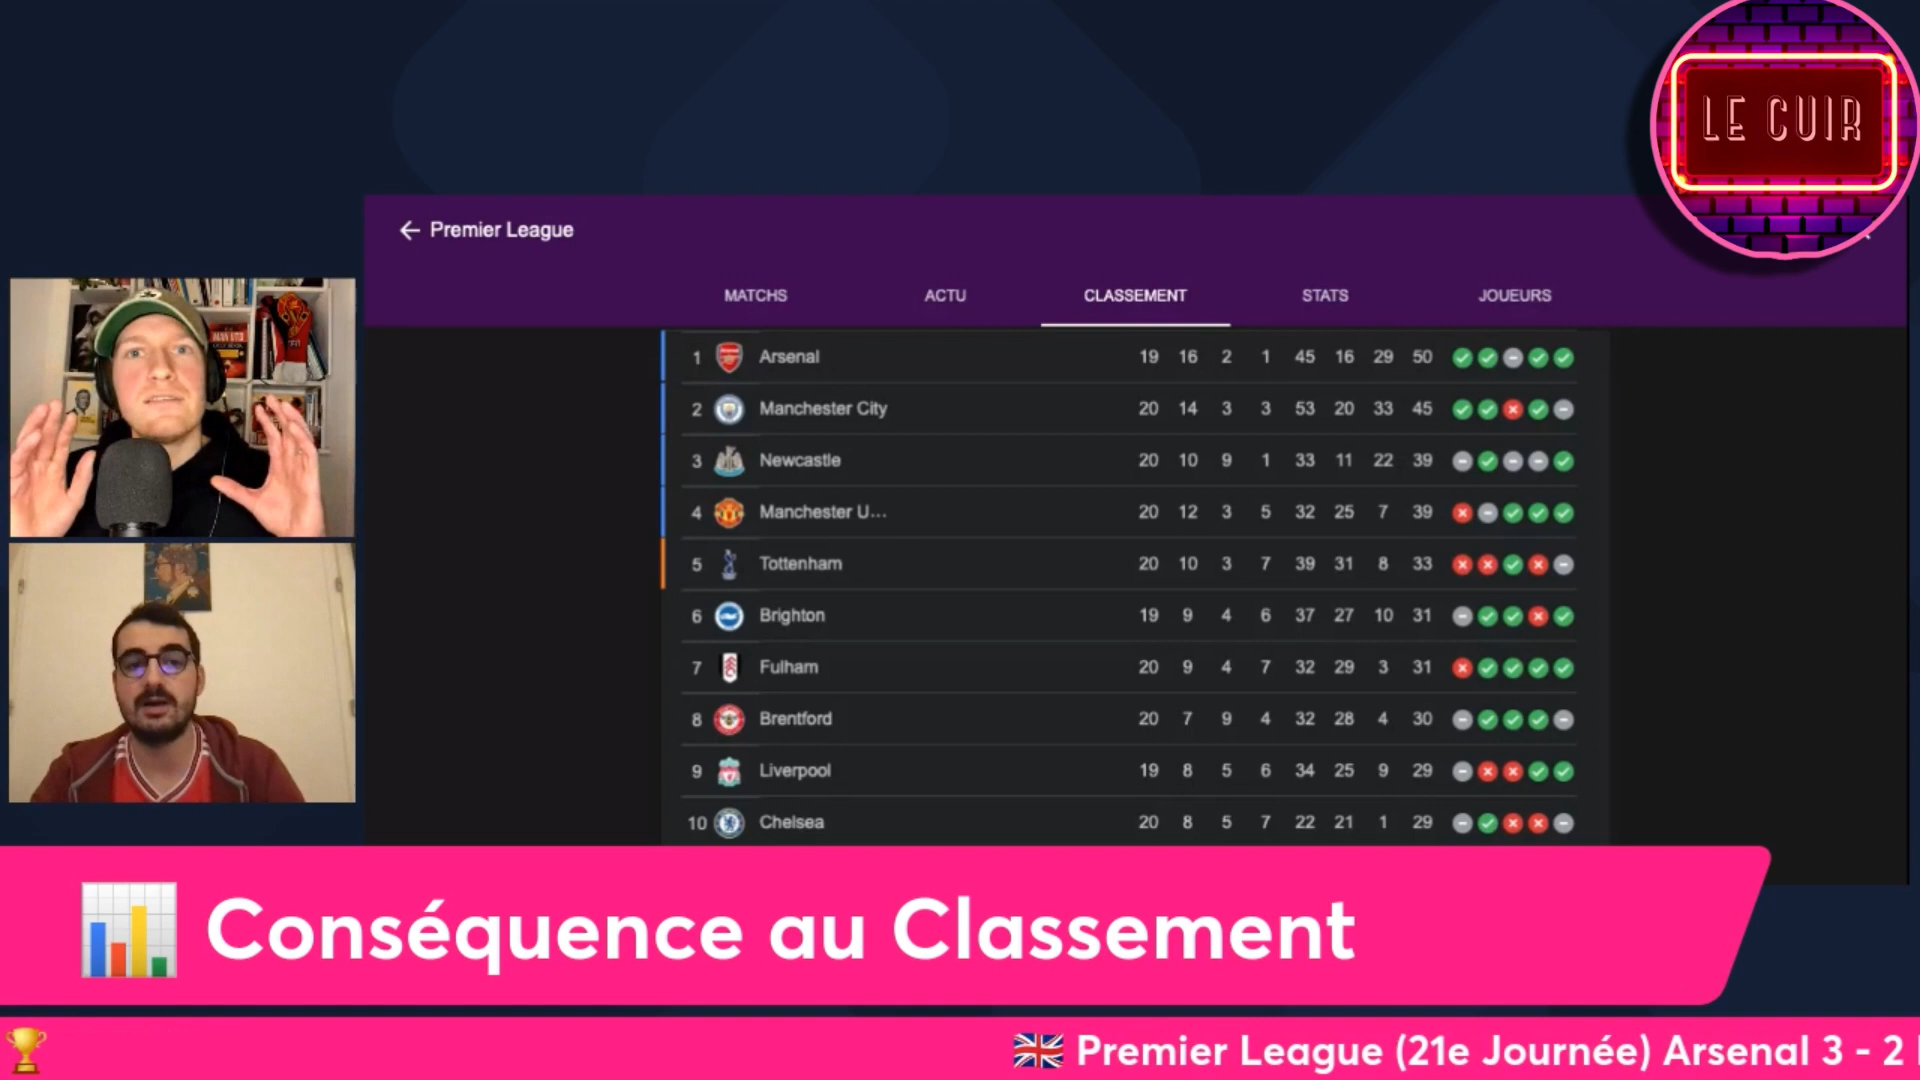 LE CUIR
← Premier League
MATCHS ACTU CLASSEMENT STATS JOUEURS
1 Arsenal 19 16 2 1 45 16 29 50
2 Manchester City 20 14 3 3 53 20 33 45
3 Newcastle 20 10 9 1 33 11 22 39
4 Manchester U... 20 12 3 5 32 25 7 39
5 Tottenham 20 10 3 7 39 31 8 33
6 Brighton 19 9 4 6 37 27 10 31
7 Fulham 20 9 4 7 32 29 3 31
8 Brentford 20 7 9 4 32 28 4 30
9 Liverpool 19 8 5 6 34 25 9 29
10 Chelsea 20 8 5 7 22 21 1 29
Conséquence au Classement
Premier League (21e Journée) Arsenal 3 - 2